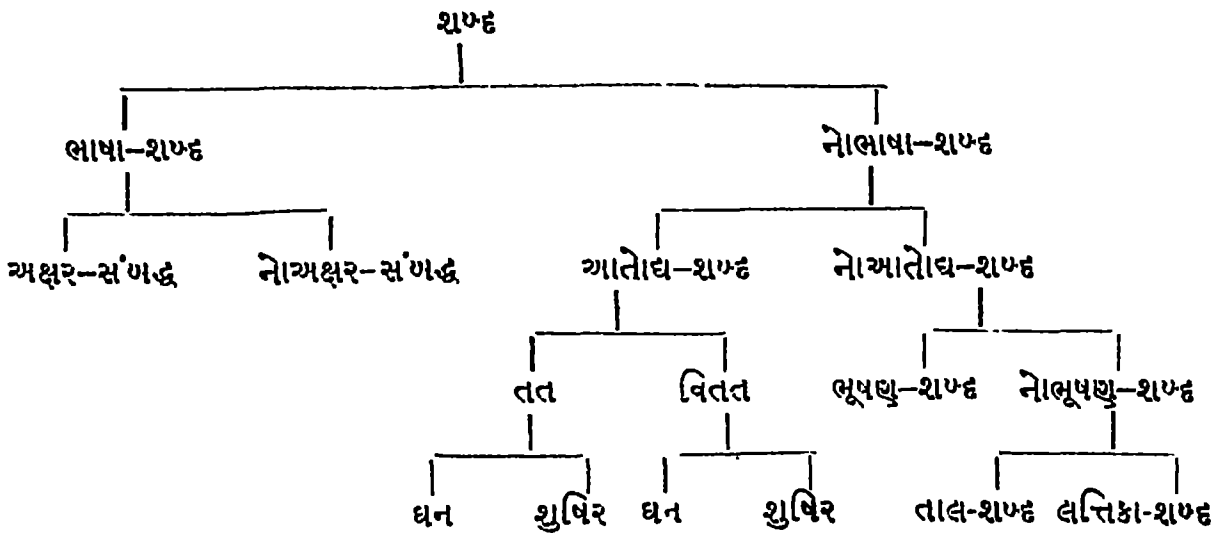 શબ્દ
ભાષા–શબ્દ નોભાષા–શબ્દ
અક્ષર–સંબદ્ધ નોઅક્ષર–સંબદ્ધ આતોદ્ય–શબ્દ નોઆતોદ્ય–શબ્દ
તત વિતત ભૂષણ–શબ્દ નોભૂષણ–શબ્દ
ઘન શુષિર ઘન શુષિર તાલ-શબ્દ લત્તિકા-શબ્દ